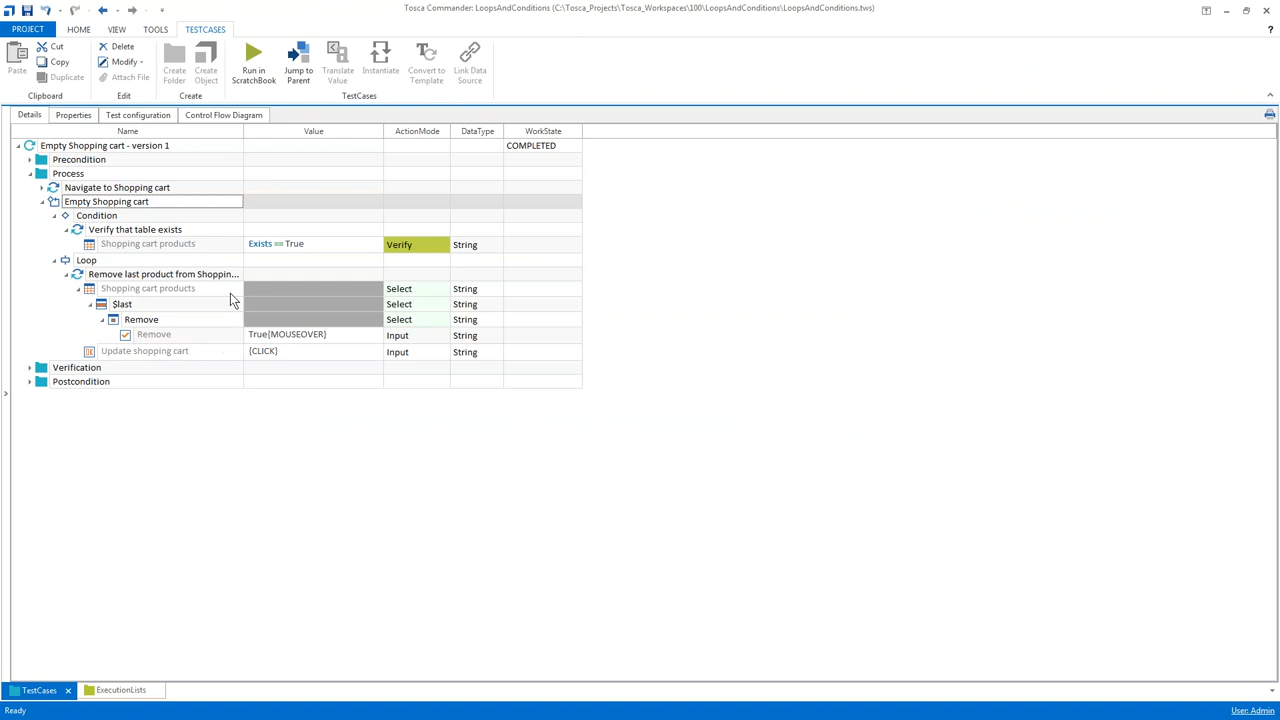 Tosca Commander: LoopsAndConditions (C:\Tosca_Projects\Tosca_Workspaces\100\LoopsAndConditions\LoopsAndConditions.tws)
PROJECT HOME VIEW TOOLS TESTCASES ?
Paste Cut Copy Duplicate
Delete Modify Attach File
Create Folder Create Object
Run in ScratchBook Jump to Parent Translate Value Instantiate Convert to Template Link Data Source
Clipboard Edit Create TestCases
Details Properties Test configuration Control Flow Diagram
Name Value ActionMode DataType WorkState
Empty Shopping cart - version 1 COMPLETED
Precondition
Process
Navigate to Shopping cart
Empty Shopping cart
Condition
Verify that table exists
Shopping cart products Exists == True Verify String
Loop
Remove last product from Shoppin...
Shopping cart products Select String
$last Select String
Remove Select String
Remove True{MOUSEOVER} Input String
Update shopping cart {CLICK} Input String
Verification
Postcondition
TestCases ExecutionLists
Ready User: Admin